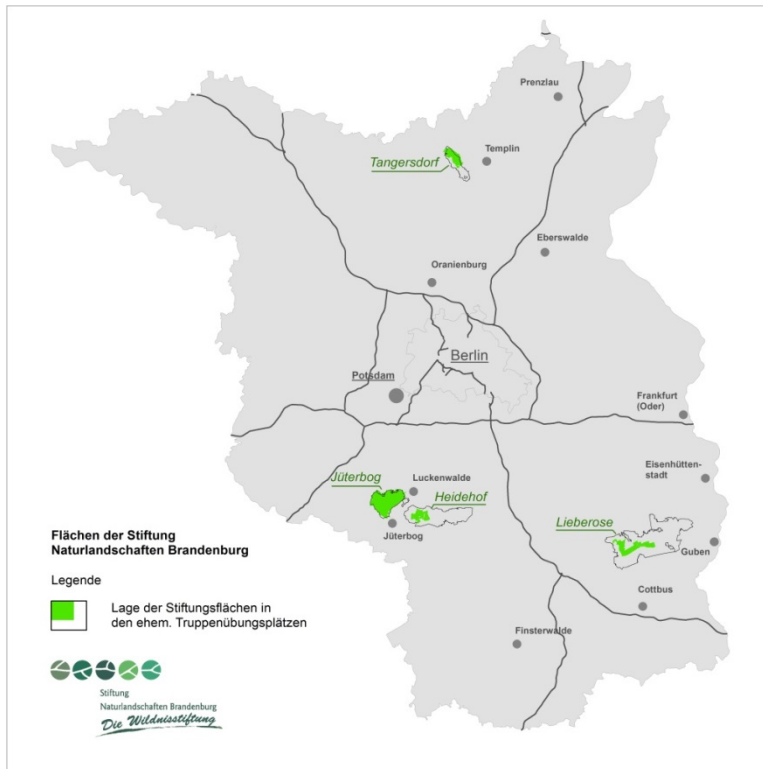 Prenzlau
Templin
Tangersdorf
Eberswalde
Oranienburg
Berlin
Potsdam
Frankfurt
(Oder)
Jüterbog
Luckenwalde
Heidehof
Eisenhütten-
stadt
Lieberose
Jüterbog
Guben
Cottbus
Finsterwalde
Flächen der Stiftung
Naturlandschaften Brandenburg
Legende
Lage der Stiftungsflächen in
den ehem. Truppenübungsplätzen
Stiftung
Naturlandschaften Brandenburg
Die Wildnisstiftung